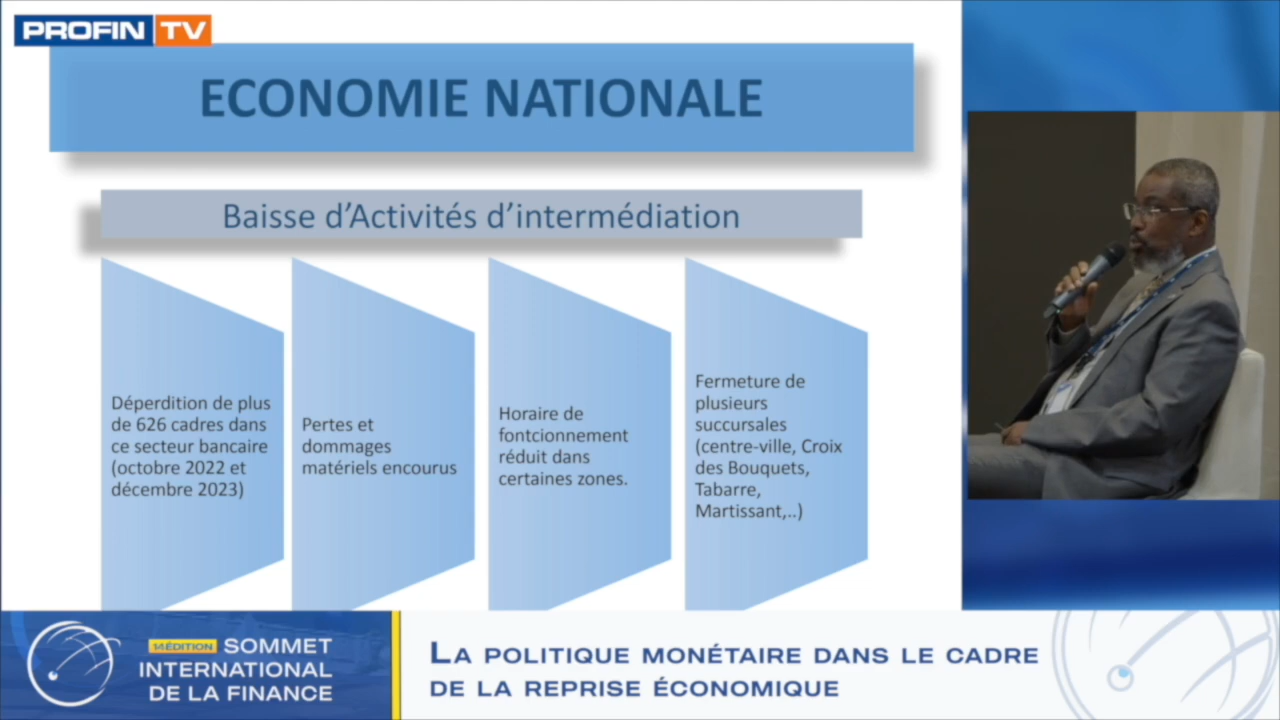 PROFIN TV
ECONOMIE NATIONALE
Baisse d’Activités d’intermédiation
Déperdition de plus
de 626 cadres dans
ce secteur bancaire
(octobre 2022 et
décembre 2023)
Pertes et
dommages
matériels encourus
Horaire de
fontcionnement
réduit dans
certaines zones.
Fermeture de
plusieurs
succursales
(centre-ville, Croix
des Bouquets,
Tabarre,
Martissant,..)
14ÈÉDITION SOMMET
INTERNATIONAL
DE LA FINANCE
LA POLITIQUE MONÉTAIRE DANS LE CADRE
DE LA REPRISE ÉCONOMIQUE